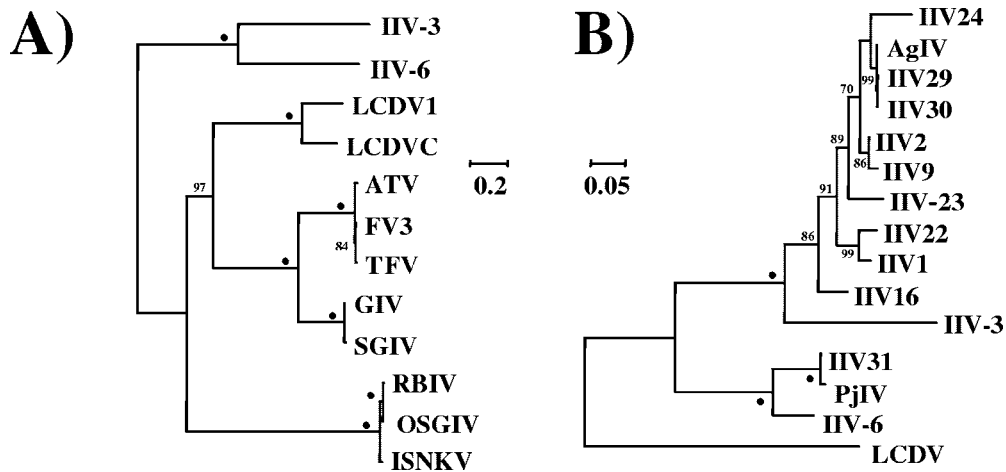 A)
IIV-3
IIV-6
LCDV1
LCDVC
97
ATV
FV3
84
TFV
GIV
SGIV
RBIV
OSGIV
ISNKV
0.2
B)
0.05
IIV24
AgIV
99
IIV29
70
IIV30
IIV2
89
86
IIV9
91
IIV-23
IIV22
86
99
IIV1
IIV16
IIV-3
IIV31
PjIV
IIV-6
LCDV